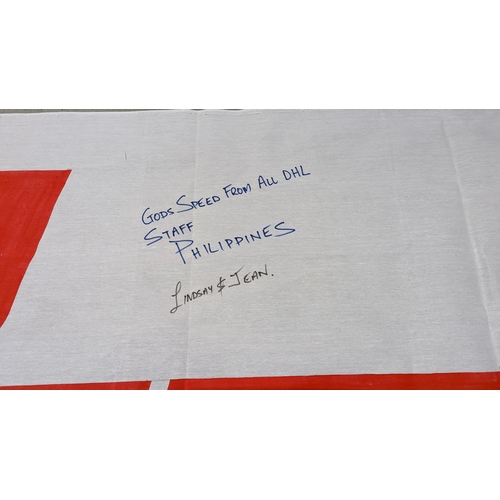 GODS SPEED FROM ALL DHL
STAFF
PHILIPPINES
LINDSAY & JEAN.